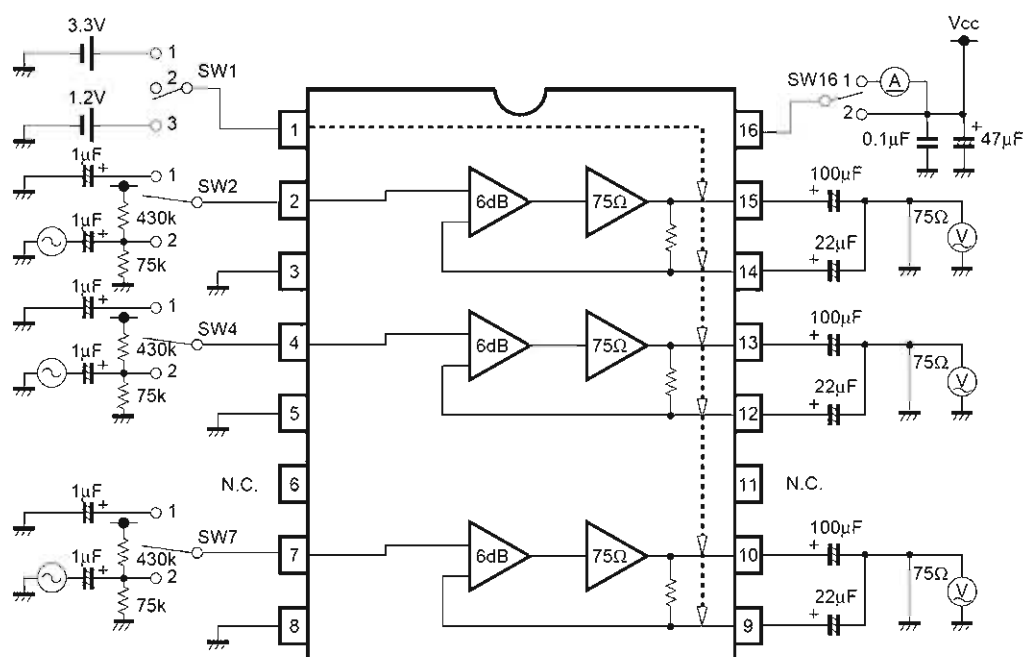 3.3V
1
2
SW1
1.2V
3
1µF
+
1
SW2
430k
1µF
+
2
75k
1µF
+
1
SW4
430k
1µF
+
2
75k
N.C.
1µF
+
1
SW7
430k
1µF
+
2
75k
1
2
3
4
5
6
7
8
6dB
75Ω
6dB
75Ω
6dB
75Ω
16
15
14
13
12
11
10
9
Vcc
SW16
1
A
2
0.1µF
+
47µF
100µF
+
75Ω
V
22µF
+
100µF
+
75Ω
V
22µF
+
N.C.
100µF
+
75Ω
V
22µF
+